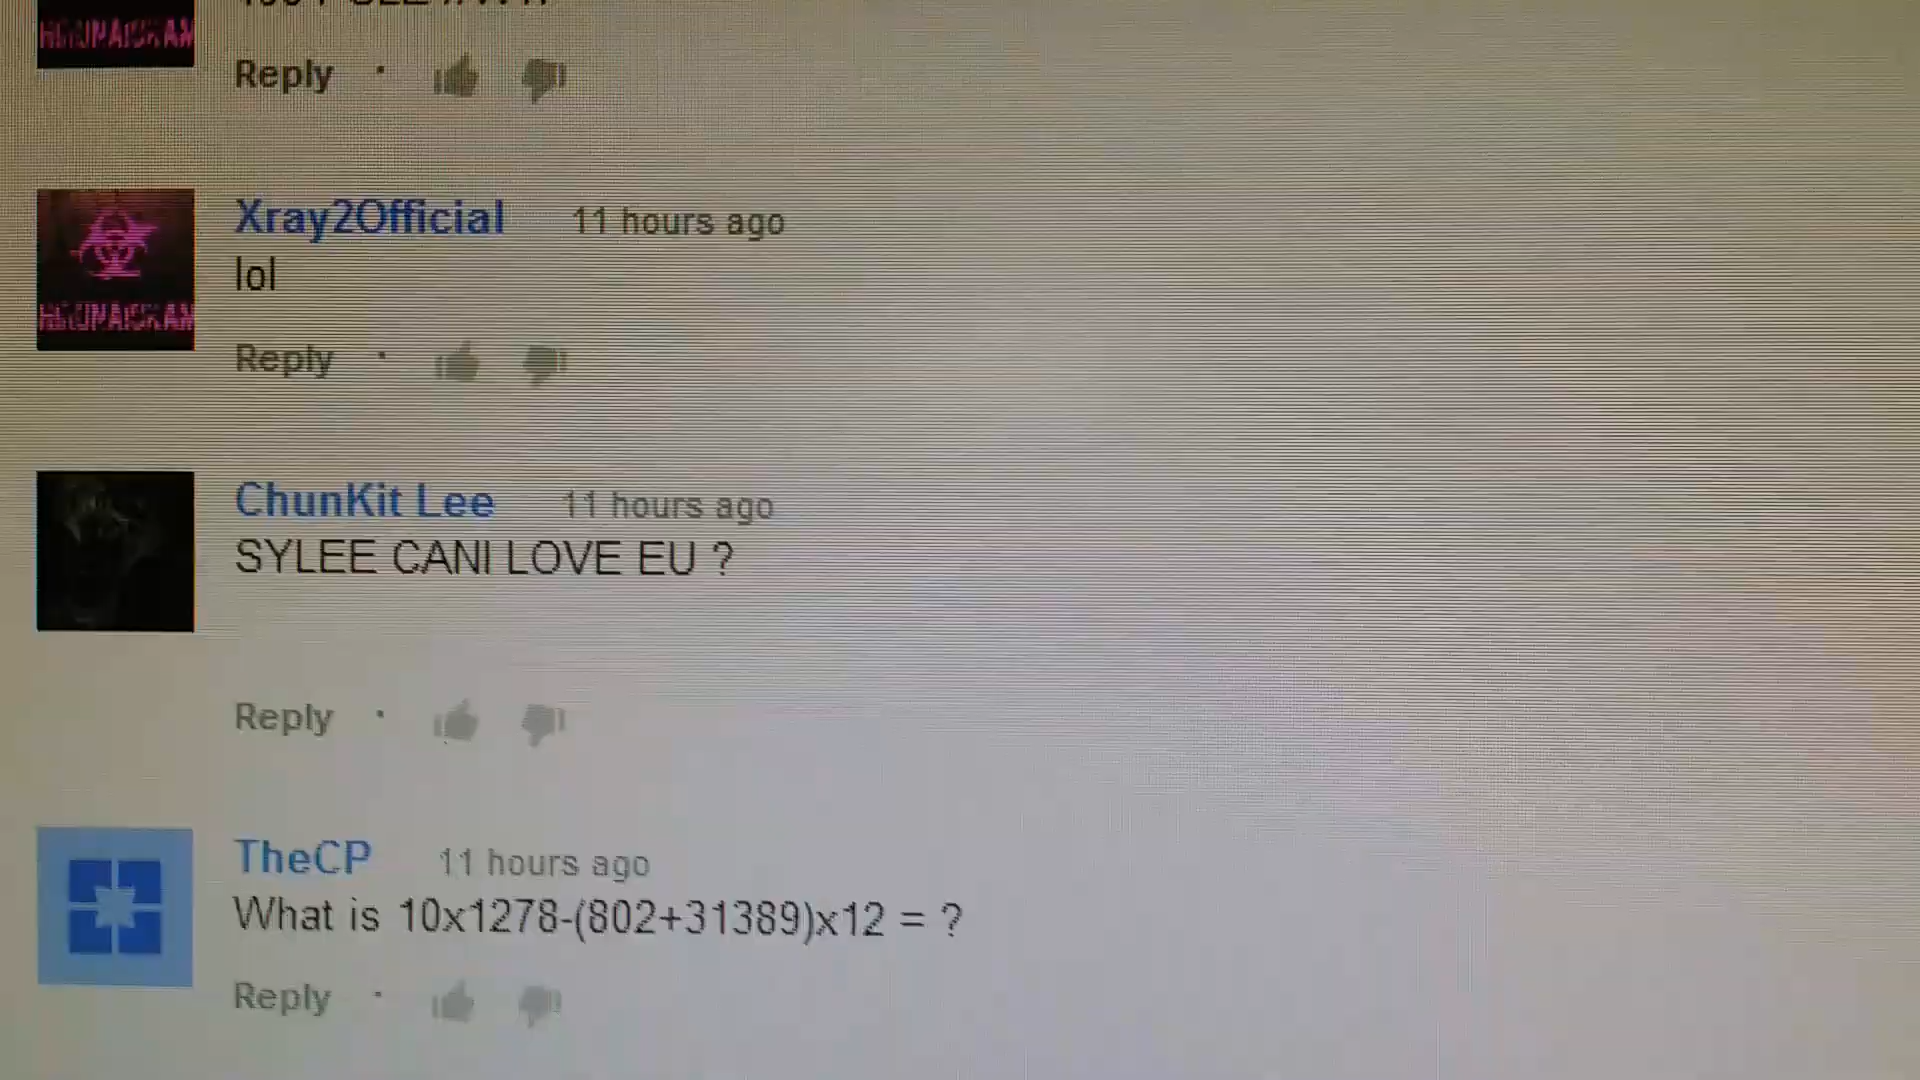 Reply
Xray2Official 11 hours ago
lol
Reply
ChunKit Lee 11 hours ago
SYLEE CANI LOVE EU ?
Reply
TheCP 11 hours ago
What is 10x1278-(802+31389)x12 = ?
Reply